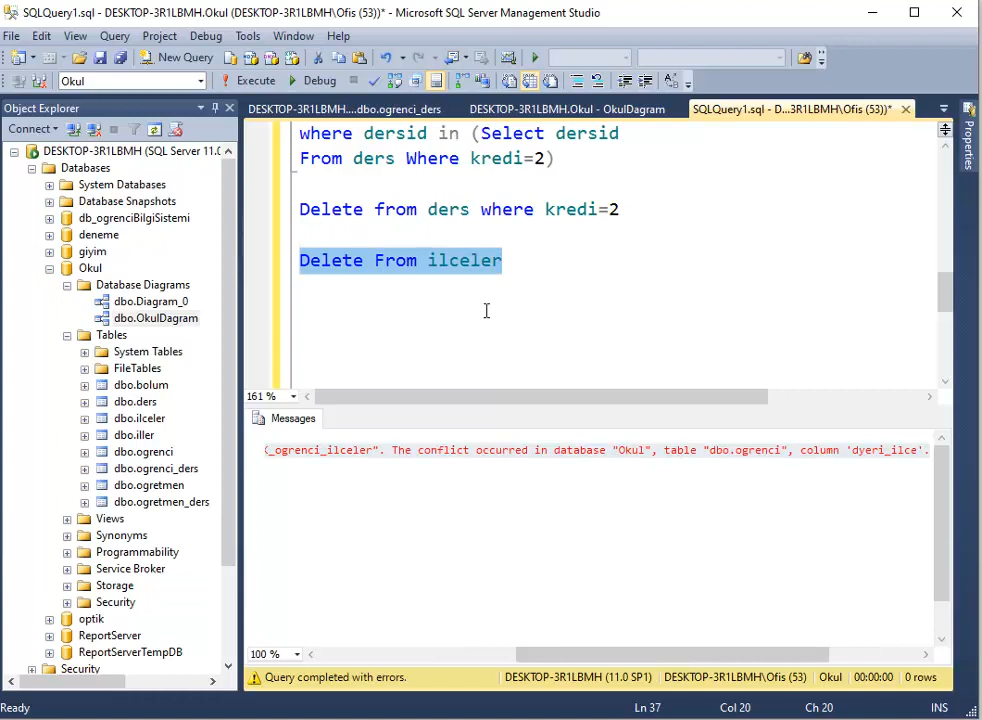 SQLQuery1.sql - DESKTOP-3R1LBMH.Okul (DESKTOP-3R1LBMH\Ofis (53))* - Microsoft SQL Server Management Studio
File Edit View Query Project Debug Tools Window Help
New Query
Okul Execute Debug
Object Explorer
DESKTOP-3R1LBMH....dbo.ogrenci_ders DESKTOP-3R1LBMH.Okul - OkulDagram SQLQuery1.sql - D...3R1LBMH\Ofis (53))*
Connect
DESKTOP-3R1LBMH (SQL Server 11.0
Databases
System Databases
Database Snapshots
db_ogrenciBilgiSistemi
deneme
giyim
Okul
Database Diagrams
dbo.Diagram_0
dbo.OkulDagram
Tables
System Tables
FileTables
dbo.bolum
dbo.ders
dbo.ilceler
dbo.iller
dbo.ogrenci
dbo.ogrenci_ders
dbo.ogretmen
dbo.ogretmen_ders
Views
Synonyms
Programmability
Service Broker
Storage
Security
optik
ReportServer
ReportServerTempDB
Security
where dersid in (Select dersid
From ders Where kredi=2)
Delete from ders where kredi=2
Delete From ilceler
161 %
Messages
_ogrenci_ilceler". The conflict occurred in database "Okul", table "dbo.ogrenci", column 'dyeri_ilce'.
100 %
Query completed with errors. DESKTOP-3R1LBMH (11.0 SP1) DESKTOP-3R1LBMH\Ofis (53) Okul 00:00:00 0 rows
Properties
Ready Ln 37 Col 20 Ch 20 INS